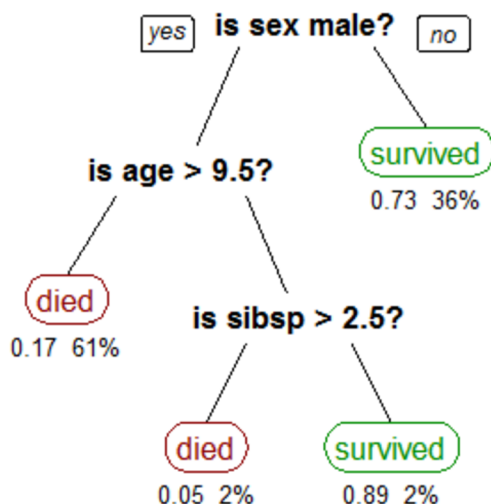 yes is sex male? no
is age > 9.5?
survived
0.73 36%
died
0.17 61%
is sibsp > 2.5?
died
survived
0.05 2%
0.89 2%